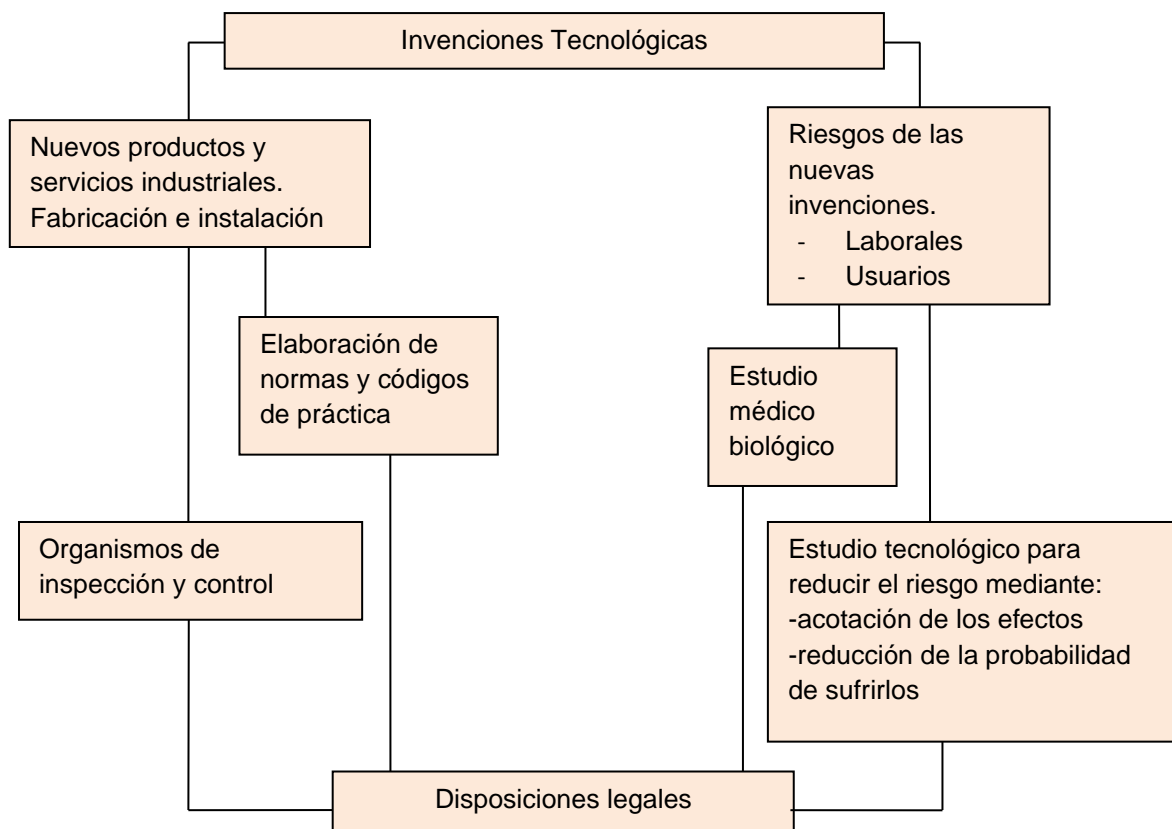 Invenciones Tecnológicas
Nuevos productos y
servicios industriales.
Fabricación e instalación
Riesgos de las
nuevas
invenciones.
- Laborales
- Usuarios
Elaboración de
normas y códigos
de práctica
Estudio
médico
biológico
Organismos de
inspección y control
Estudio tecnológico para
reducir el riesgo mediante:
-acotación de los efectos
-reducción de la probabilidad
de sufrirlos
Disposiciones legales